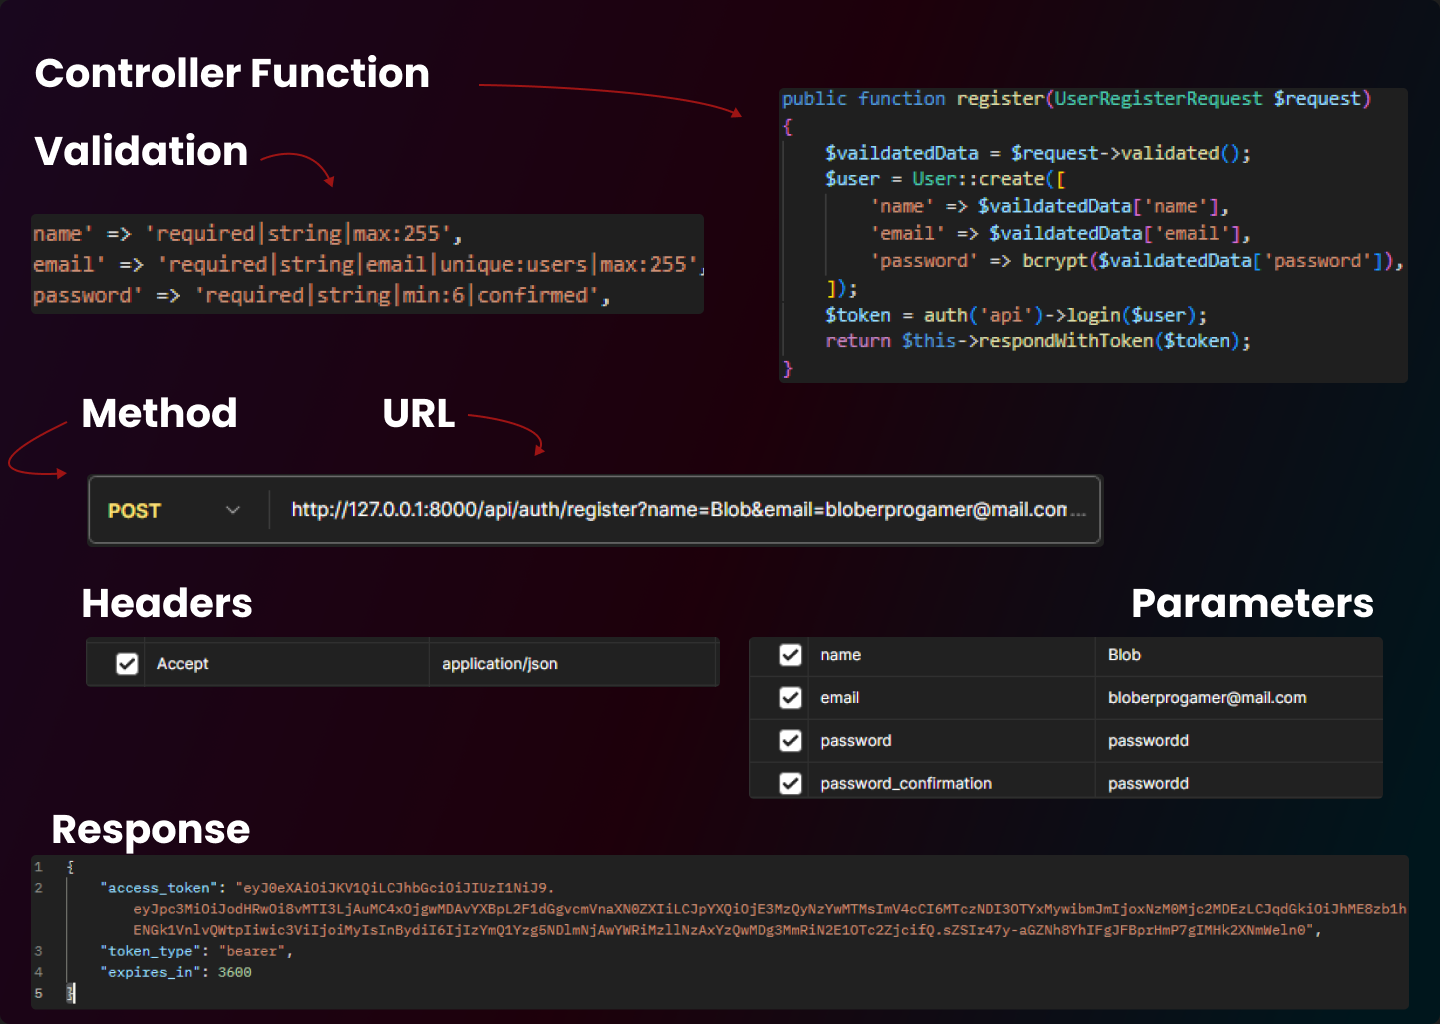 Controller Function
Validation
name' => 'required|string|max:255',
email' => 'required|string|email|unique:users|max:255',
password' => 'required|string|min:6|confirmed',
public function register(UserRegisterRequest $request)
{
$vaildatedData = $request->validated();
$user = User::create([
'name' => $vaildatedData['name'],
'email' => $vaildatedData['email'],
'password' => bcrypt($vaildatedData['password']),
]);
$token = auth('api')->login($user);
return $this->respondWithToken($token);
}
Method
URL
POST
http://127.0.0.1:8000/api/auth/register?name=Blob&email=bloberprogamer@mail.com...
Headers
Accept application/json
Parameters
name Blob
email bloberprogamer@mail.com
password passwordd
password_confirmation passwordd
Response
1 {
2 "access_token": "eyJ0eXAiOiJKV1QiLCJhbGciOiJIUzI1NiJ9.
3 "token_type": "bearer",
4 "expires_in": 3600
5 }